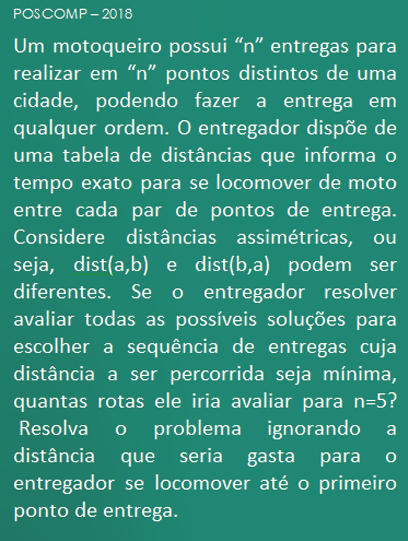 POSCOMP – 2018
Um motoqueiro possui “n” entregas para
realizar em “n” pontos distintos de uma
cidade, podendo fazer a entrega em
qualquer ordem. O entregador dispõe de
uma tabela de distâncias que informa o
tempo exato para se locomover de moto
entre cada par de pontos de entrega.
Considere distâncias assimétricas, ou
seja, dist(a,b) e dist(b,a) podem ser
diferentes. Se o entregador resolver
avaliar todas as possíveis soluções para
escolher a sequência de entregas cuja
distância a ser percorrida seja mínima,
quantas rotas ele iria avaliar para n=5?
Resolva o problema ignorando a
distância que seria gasta para o
entregador se locomover até o primeiro
ponto de entrega.